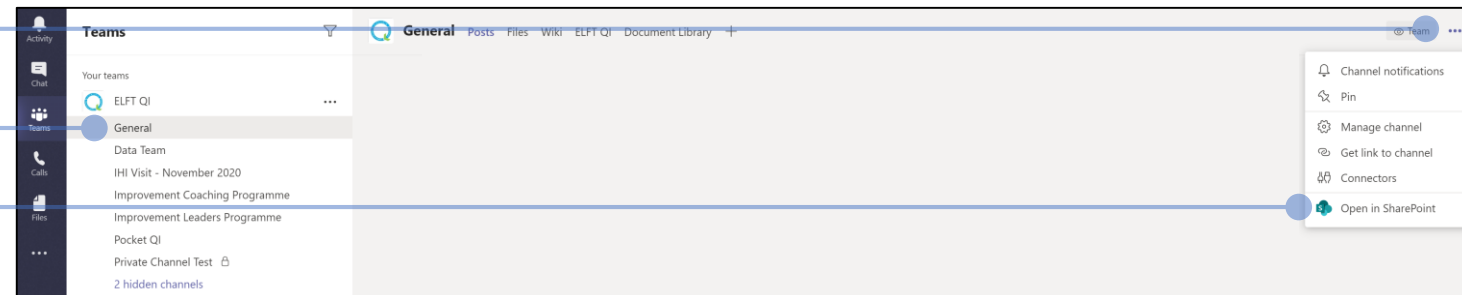 Activity
Chat
Teams
Calls
Files
Teams
Your teams
ELFT QI
General
Data Team
IHI Visit - November 2020
Improvement Coaching Programme
Improvement Leaders Programme
Pocket QI
Private Channel Test
2 hidden channels
General Posts Files Wiki ELFT QI Document Library +
Team
Channel notifications
Pin
Manage channel
Get link to channel
Connectors
Open in SharePoint